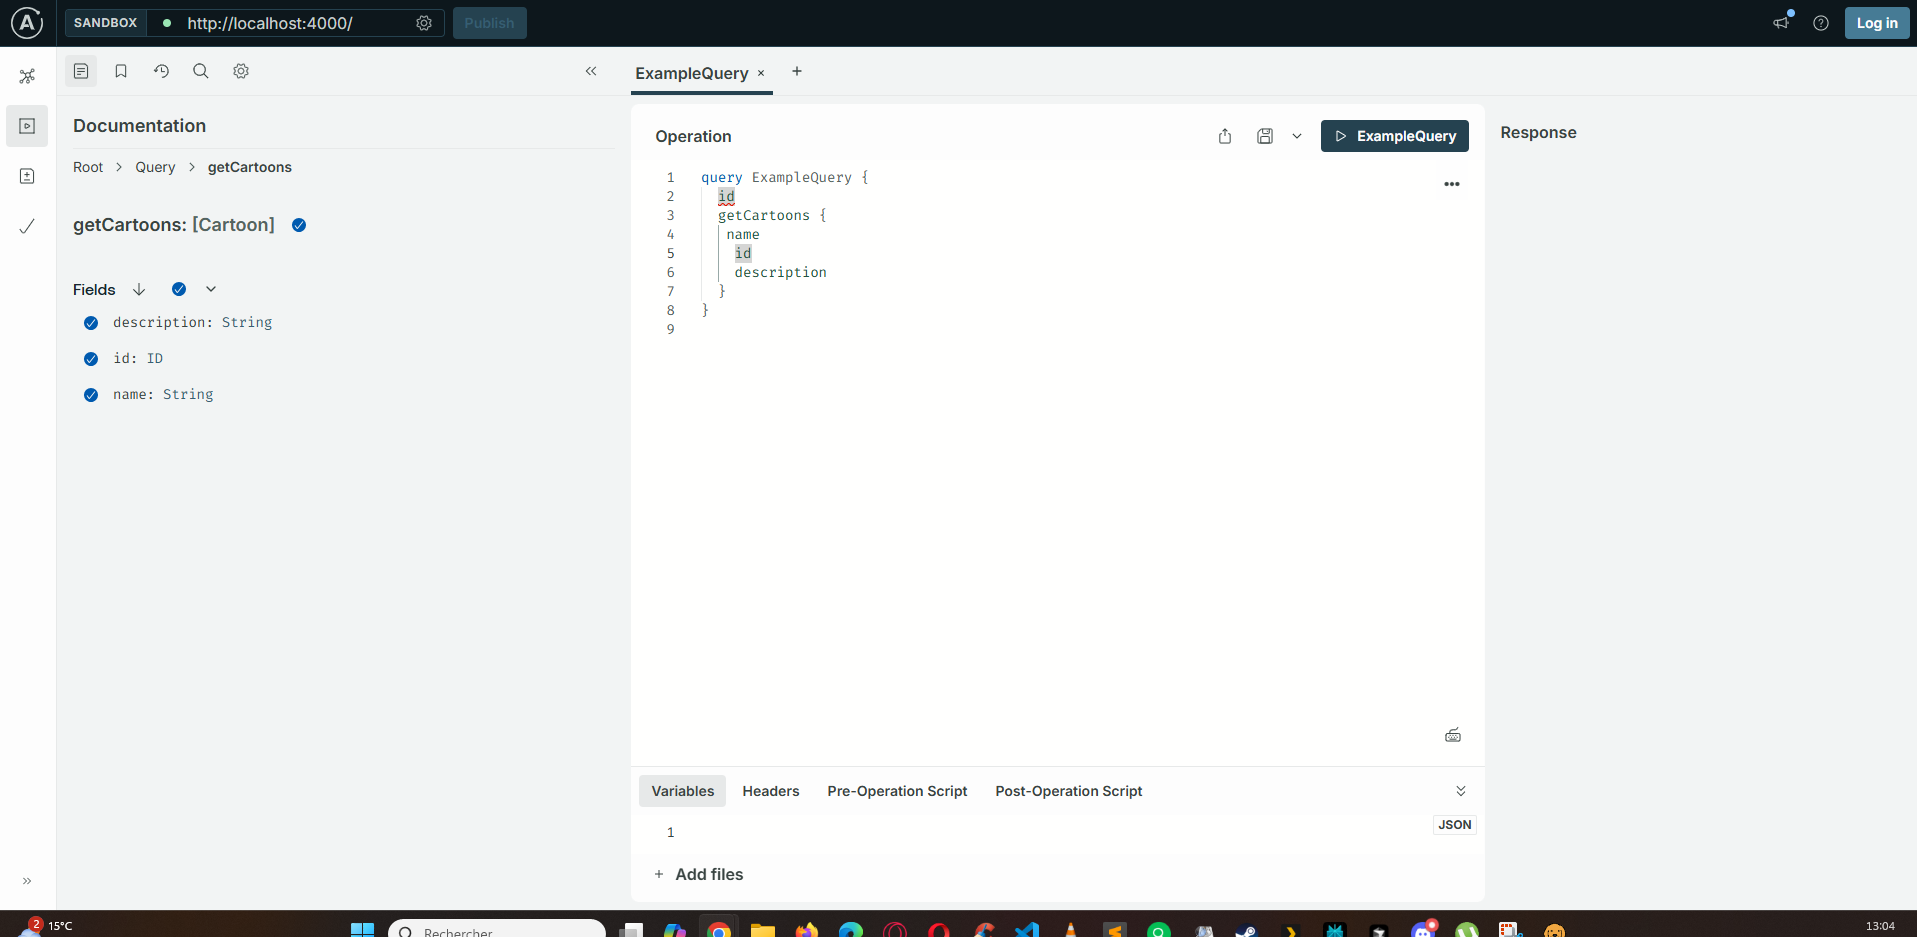 A SANDBOX http://localhost:4000/ Publish Log in
ExampleQuery × +
Documentation
Root > Query > getCartoons
getCartoons: [Cartoon]
Fields
description: String
id: ID
name: String
Operation
ExampleQuery
1 query ExampleQuery {
2 id
3 getCartoons {
4 name
5 id
6 description
7 }
8 }
9
Variables Headers Pre-Operation Script Post-Operation Script
1
JSON
+ Add files
Response
2 15°C
Rechercher
13:04